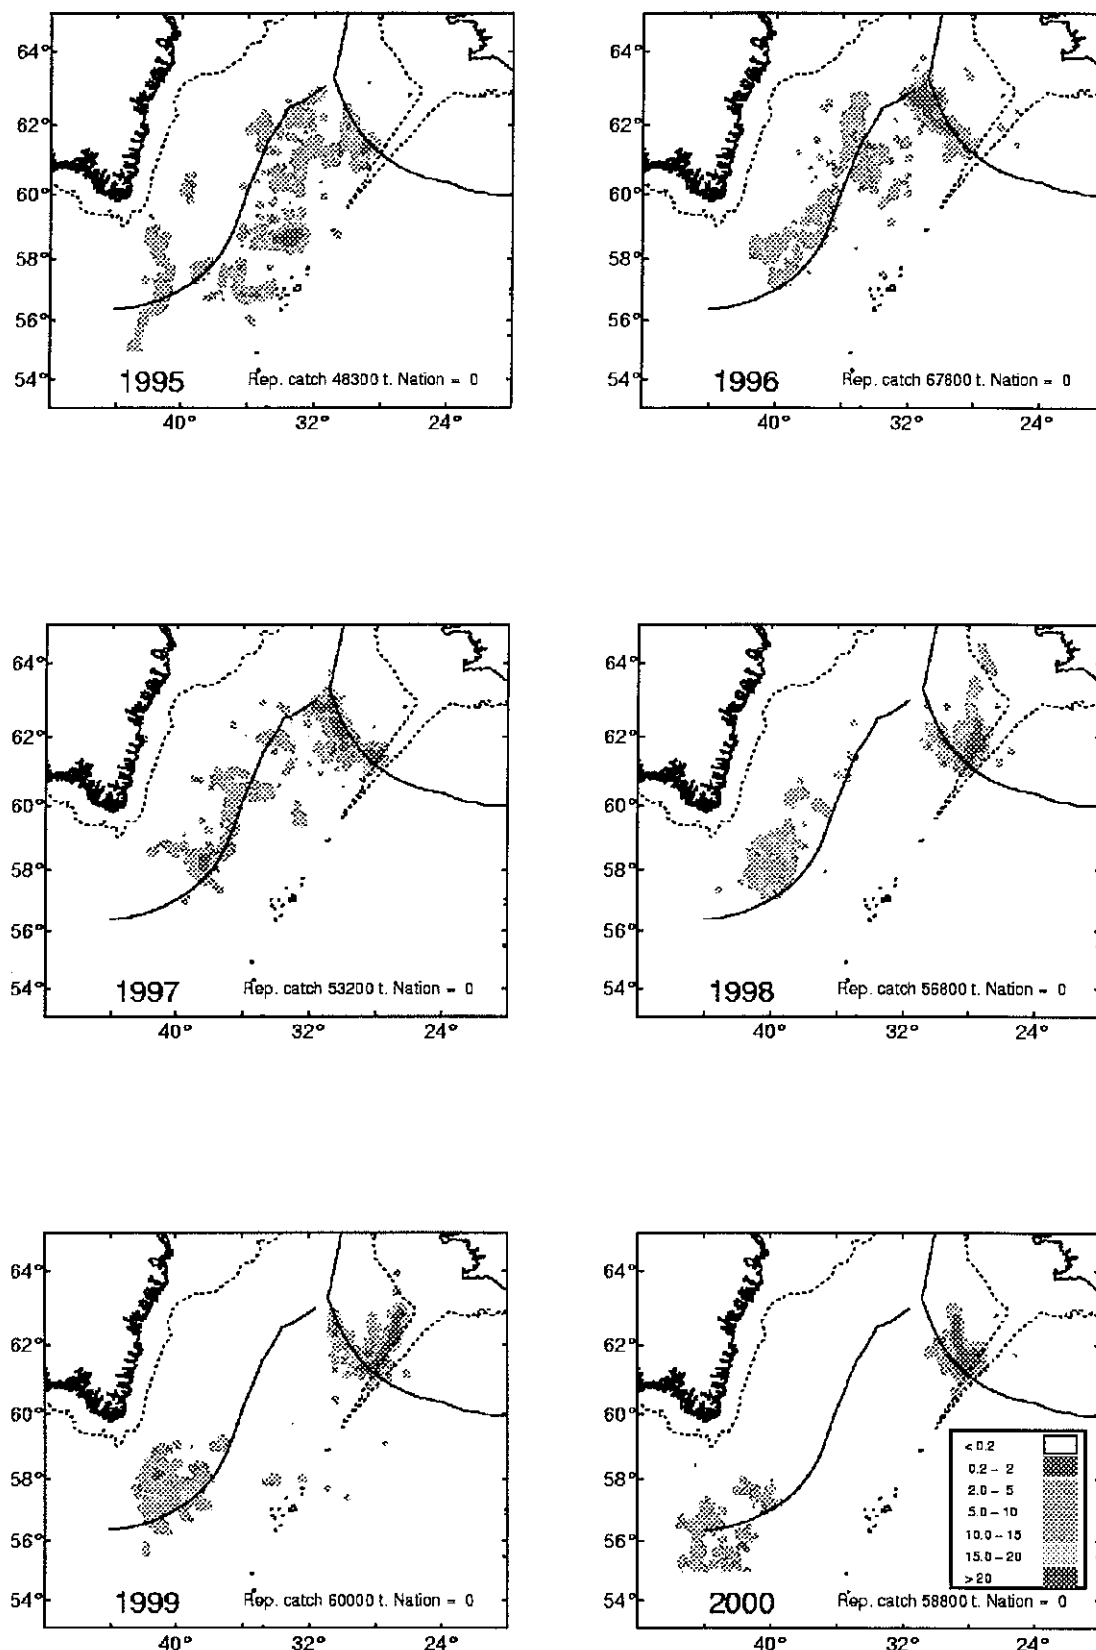 64°
62°
60°
58°
56°
54°
1995
Rep. catch 48300 t. Nation = 0
40° 32° 24°
64°
62°
60°
58°
56°
54°
1996
Rep. catch 67800 t. Nation = 0
40° 32° 24°
64°
62°
60°
58°
56°
54°
1997
Rep. catch 53200 t. Nation = 0
40° 32° 24°
64°
62°
60°
58°
56°
54°
1998
Rep. catch 56800 t. Nation = 0
40° 32° 24°
64°
62°
60°
58°
56°
54°
1999
Rep. catch 60000 t. Nation = 0
40° 32° 24°
64°
62°
60°
58°
56°
54°
< 0.2
0.2 – 2
2.0 – 5
5.0 – 10
10.0 – 15
15.0 – 20
> 20
2000
Rep. catch 58800 t. Nation = 0
40° 32° 24°